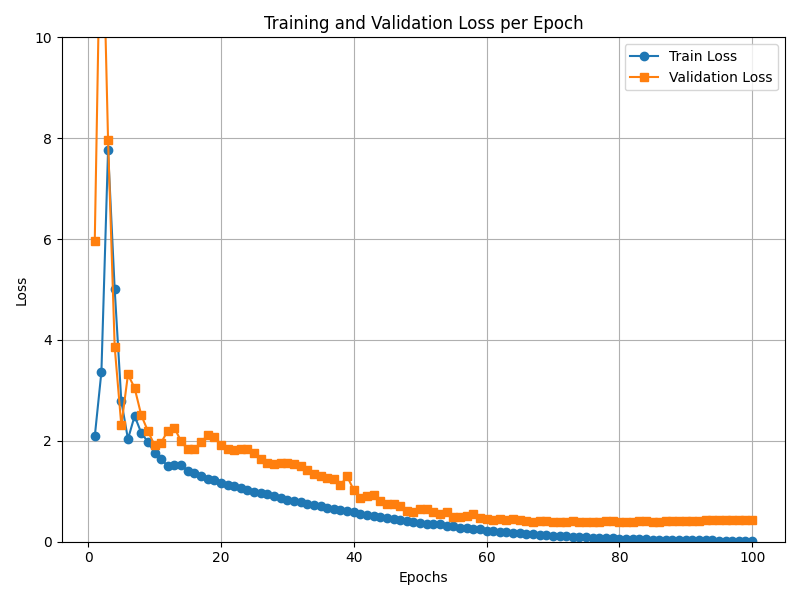 Training and Validation Loss per Epoch
Train Loss
Validation Loss
Loss
10
8
6
4
2
0
0 20 40 60 80 100
Epochs